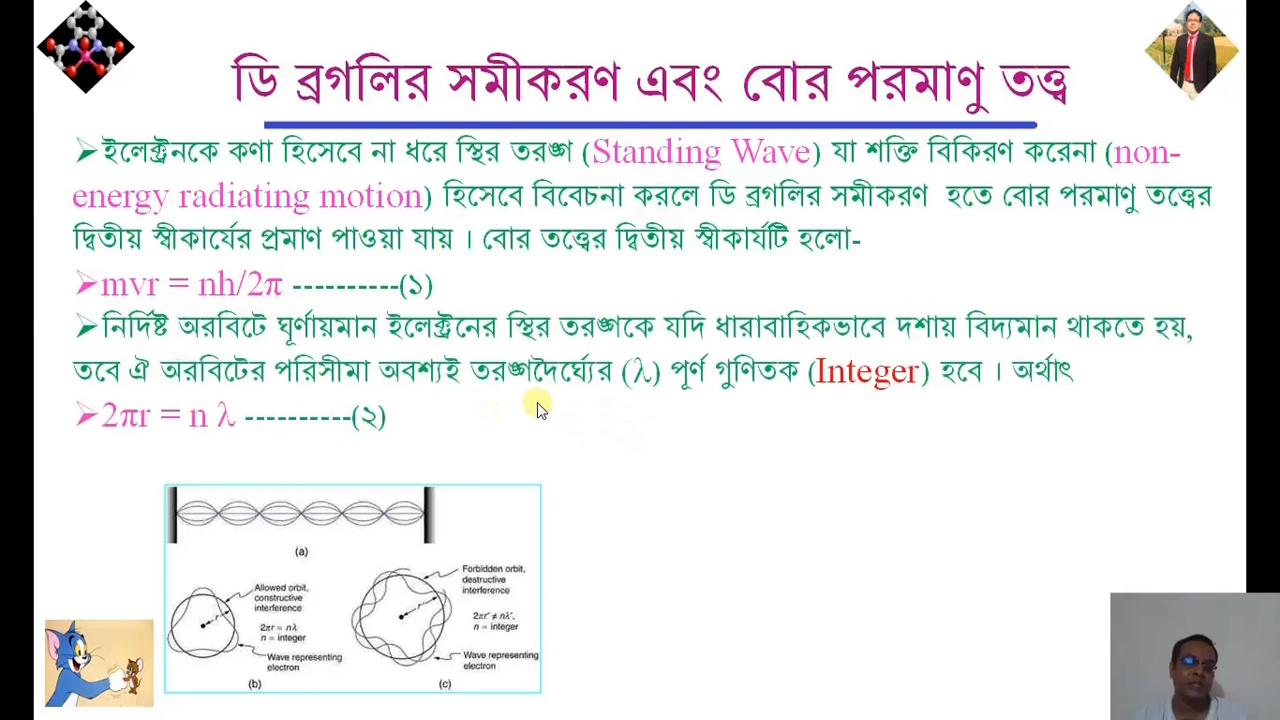 ডি ব্রগলির সমীকরণ এবং বোর পরমাণু তত্ত্ব
➢ইলেক্ট্রনকে কণা হিসেবে না ধরে স্থির তরঙ্গ (Standing Wave) যা শক্তি বিকিরণ করেনা (non-
energy radiating motion) হিসেবে বিবেচনা করলে ডি ব্রগলির সমীকরণ হতে বোর পরমাণু তত্ত্বের
দ্বিতীয় স্বীকার্যের প্রমাণ পাওয়া যায় । বোর তত্ত্বের দ্বিতীয় স্বীকার্যটি হলো-
➢mvr = nh/2π ----------(১)
➢নির্দিষ্ট অরবিটে ঘূর্ণায়মান ইলেক্ট্রনের স্থির তরঙ্গকে যদি ধারাবাহিকভাবে দশায় বিদ্যমান থাকতে হয়,
তবে ঐ অরবিটের পরিসীমা অবশ্যই তরঙ্গদৈর্ঘ্যের (λ) পূর্ণ গুণিতক (Integer) হবে । অর্থাৎ
➢2πr = n λ ----------(২)
(a)
Allowed orbit,
constructive
interference
r
2πr = nλ
n = integer
Wave representing
electron
(b)
Forbidden orbit,
destructive
interference
r
2πr' ≠ nλ',
n = integer
Wave representing
electron
(c)